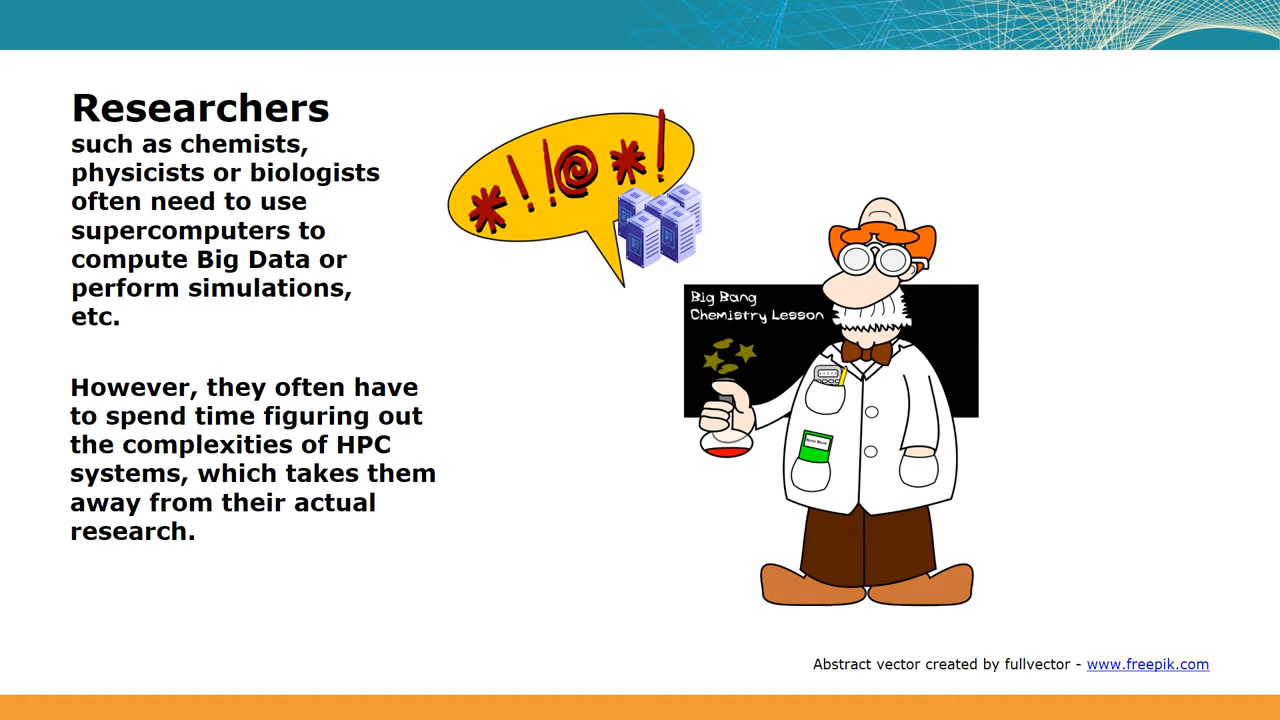 Researchers
such as chemists,
physicists or biologists
often need to use
supercomputers to
compute Big Data or
perform simulations,
etc.
However, they often have
to spend time figuring out
the complexities of HPC
systems, which takes them
away from their actual
research.
*!!@*!
Big Bang
Chemistry Lesson
Note Book
Abstract vector created by fullvector - www.freepik.com